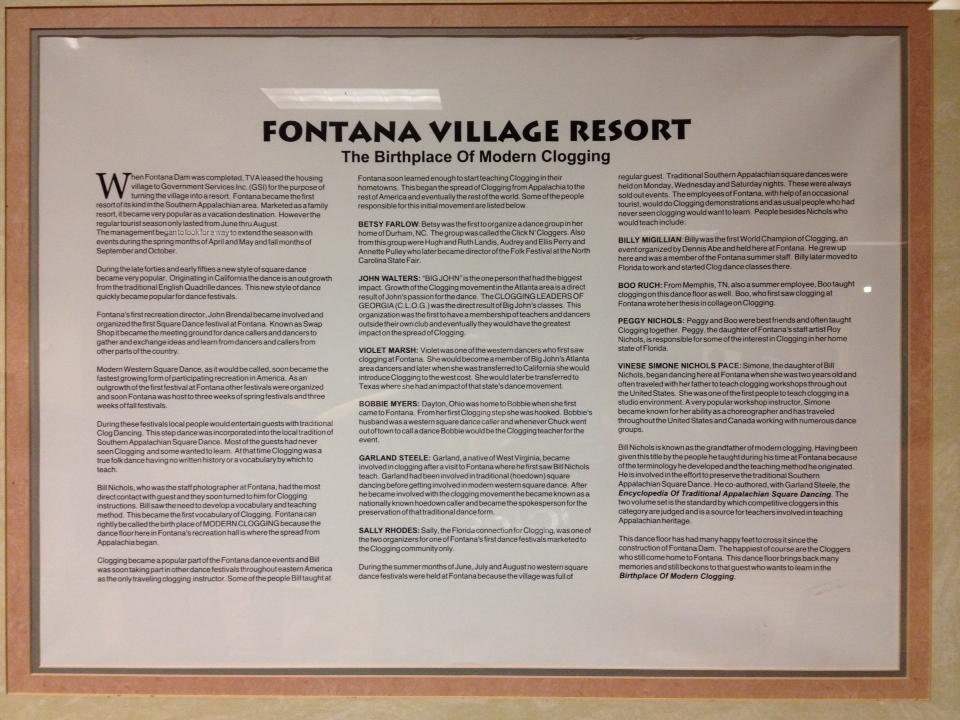 FONTANA VILLAGE RESORT
The Birthplace Of Modern Clogging
When Fontana Dam was completed, TVA leased the housing
village to Government Services Inc. (GSI) for the purpose of
turning the village into a resort. Fontana became the first
resort of its kind in the Southern Appalachian area. Marketed as a family
resort, it became very popular as a vacation destination. However the
regular tourist season only lasted from June thru August.
The management began to look for a way to extend the season with
events during the spring months of April and May and fall months of
September and October.
During the late forties and early fifties a new style of square dance
became very popular. Originating in California the dance is an out growth
from the traditional English Quadrille dances. This new style of dance
quickly became popular for dance festivals.
Fontana's first recreation director, John Brendal became involved and
organized the first Square Dance festival at Fontana. Known as Swap
Shop it became the meeting ground for dance callers and dancers to
gather and exchange ideas and learn from dancers and callers from
other parts of the country.
Modern Western Square Dance, as it would be called, soon became the
fastest growing form of participating recreation in America. As an
outgrowth of the first festival at Fontana other festivals were organized
and soon Fontana was host to three weeks of spring festivals and three
weeks of fall festivals.
During these festivals local people would entertain guests with traditional
Clog Dancing. This step dance was incorporated into the local tradition of
Southern Appalachian Square Dance. Most of the guests had never
seen Clogging and some wanted to learn. At that time Clogging was a
true folk dance having no written history or a vocabulary by which to
teach.
Bill Nichols, who was the staff photographer at Fontana, had the most
direct contact with guest and they soon turned to him for Clogging
instructions. Bill saw the need to develop a vocabulary and teaching
method. This became the first vocabulary of Clogging. Fontana can
rightly be called the birth place of MODERN CLOGGING because the
dance floor here in Fontana's recreation hall is where the spread from
Appalachia began.
Clogging became a popular part of the Fontana dance events and Bill
was soon taking part in other dance festivals throughout eastern America
as the only traveling clogging instructor. Some of the people Bill taught at
Fontana soon learned enough to start teaching Clogging in their
hometowns. This began the spread of Clogging from Appalachia to the
rest of America and eventually the rest of the world. Some of the people
responsible for this initial movement are listed below.
BETSY FARLOW: Betsy was the first to organize a dance group in her
home of Durham, NC. The group was called the Click N' Cloggers. Also
from this group were Hugh and Ruth Landis, Audrey and Ellis Perry and
Annette Pulley who later became director of the Folk Festival at the North
Carolina State Fair.
JOHN WALTERS: "BIG JOHN" is the one person that had the biggest
impact. Growth of the Clogging movement in the Atlanta area is a direct
result of John's passion for the dance. The CLOGGING LEADERS OF
GEORGIA (C.L.O.G.) was the direct result of Big John's classes. This
organization was the first to have a membership of teachers and dancers
outside their own club and eventually they would have the greatest
impact on the spread of Clogging.
VIOLET MARSH: Violet was one of the western dancers who first saw
clogging at Fontana. She would become a member of Big John's Atlanta
area dancers and later when she was transferred to California she would
introduce Clogging to the west cost. She would later be transferred to
Texas where she had an impact of that state's dance movement.
BOBBIE MYERS: Dayton, Ohio was home to Bobbie when she first
came to Fontana. From her first Clogging step she was hooked. Bobbie's
husband was a western square dance caller and whenever Chuck went
out of town to call a dance Bobbie would be the Clogging teacher for the
event.
GARLAND STEELE: Garland, a native of West Virginia, became
involved in clogging after a visit to Fontana where he first saw Bill Nichols
teach. Garland had been involved in traditional (hoedown) square
dancing before getting involved in modern western square dance. After
he became involved with the clogging movement he became known as a
nationally known hoedown caller and became the spokesperson for the
preservation of that traditional dance form.
SALLY RHODES: Sally, the Florida connection for Clogging, was one of
the two organizers for one of Fontana's first dance festivals marketed to
the Clogging community only.
During the summer months of June, July and August no western square
dance festivals were held at Fontana because the village was full of
regular guest. Traditional Southern Appalachian square dances were
held on Monday, Wednesday and Saturday nights. These were always
sold out events. The employees of Fontana, with help of an occasional
tourist, would do Clogging demonstrations and as usual people who had
never seen clogging would want to learn. People besides Nichols who
would teach include:
BILLY MIGILLIAN: Billy was the first World Champion of Clogging, an
event organized by Dennis Abe and held here at Fontana. He grew up
here and was a member of the Fontana summer staff. Billy later moved to
Florida to work and started Clog dance classes there.
BOO RUCH: From Memphis, TN, also a summer employee, Boo taught
clogging on this dance floor as well. Boo, who first saw clogging at
Fontana wrote her thesis in collage on Clogging.
PEGGY NICHOLS: Peggy and Boo were best friends and often taught
Clogging together. Peggy, the daughter of Fontana's staff artist Roy
Nichols, is responsible for some of the interest in Clogging in her home
state of Florida.
VINESE SIMONE NICHOLS PACE: Simone, the daughter of Bill
Nichols, began dancing here at Fontana when she was two years old and
often traveled with her father to teach clogging workshops through out
the United States. She was one of the first people to teach clogging in a
studio environment. A very popular workshop instructor, Simone
became known for her ability as a choreographer and has traveled
throughout the United States and Canada working with numerous dance
groups.
Bill Nichols is known as the grandfather of modern clogging. Having been
given this title by the people he taught during his time at Fontana because
of the terminology he developed and the teaching method he originated.
He is involved in the effort to preserve the traditional Southern
Appalachian Square Dance. He co-authored, with Garland Steele, the
Encyclopedia Of Traditional Appalachian Square Dancing. The
two volume set is the standard by which competitive cloggers in this
category are judged and is a source for teachers involved in teaching
Appalachian heritage.
This dance floor has had many happy feet to cross it since the
construction of Fontana Dam. The happiest of course are the Cloggers
who still come home to Fontana. This dance floor brings back many
memories and still beckons to that guest who wants to learn in the
Birthplace Of Modern Clogging.